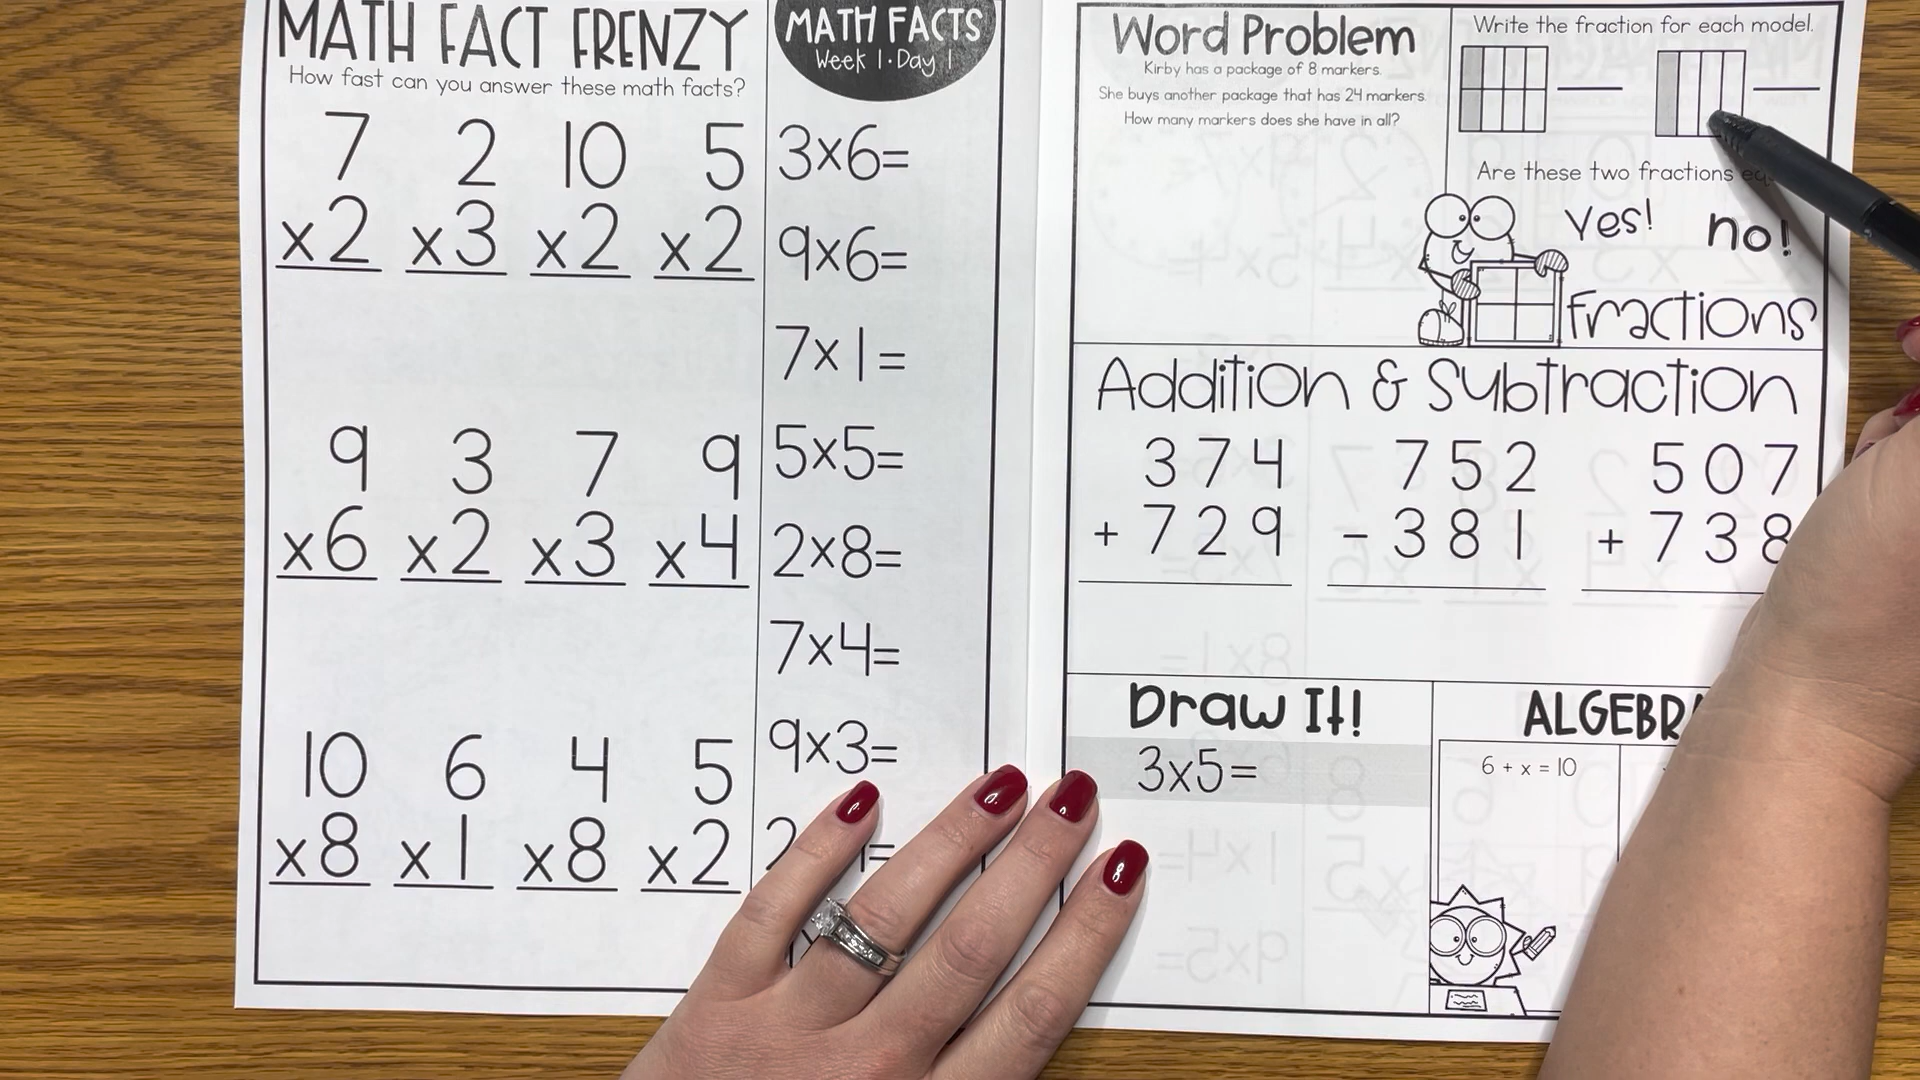 MATH FACT FRENZY
How fast can you answer these math facts?
7 2 10 5
x2 x3 x2 x2
9 3 7 9
x6 x2 x3 x4
10 6 4 5
x8 x1 x8 x2
MATH FACTS
Week 1 • Day 1
3x6=
9x6=
7x1=
5x5=
2x8=
7x4=
9x3=
Word Problem
Kirby has a package of 8 markers.
She buys another package that has 24 markers.
How many markers does she have in all?
Write the fraction for each model.
Are these two fractions
yes! no!
fractions
Addition & Subtraction
374 752 507
+ 729 - 381 + 738
Draw It!
3x5=
ALGEBR
6 + x = 10